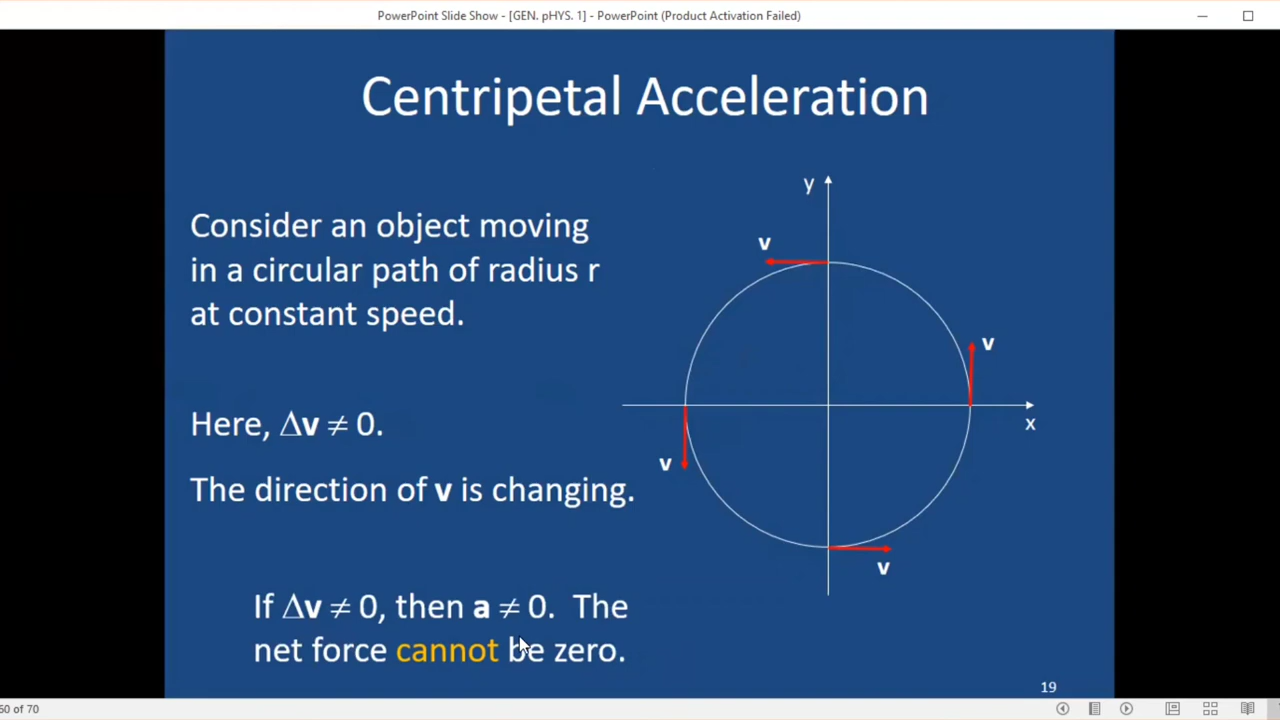 PowerPoint Slide Show - [GEN. pHYS. 1] - PowerPoint (Product Activation Failed)
Centripetal Acceleration
Consider an object moving
in a circular path of radius r
at constant speed.
Here, Δv ≠ 0.
The direction of v is changing.
If Δv ≠ 0, then a ≠ 0. The
net force cannot be zero.
y
v
v
x
v
v
19
60 of 70